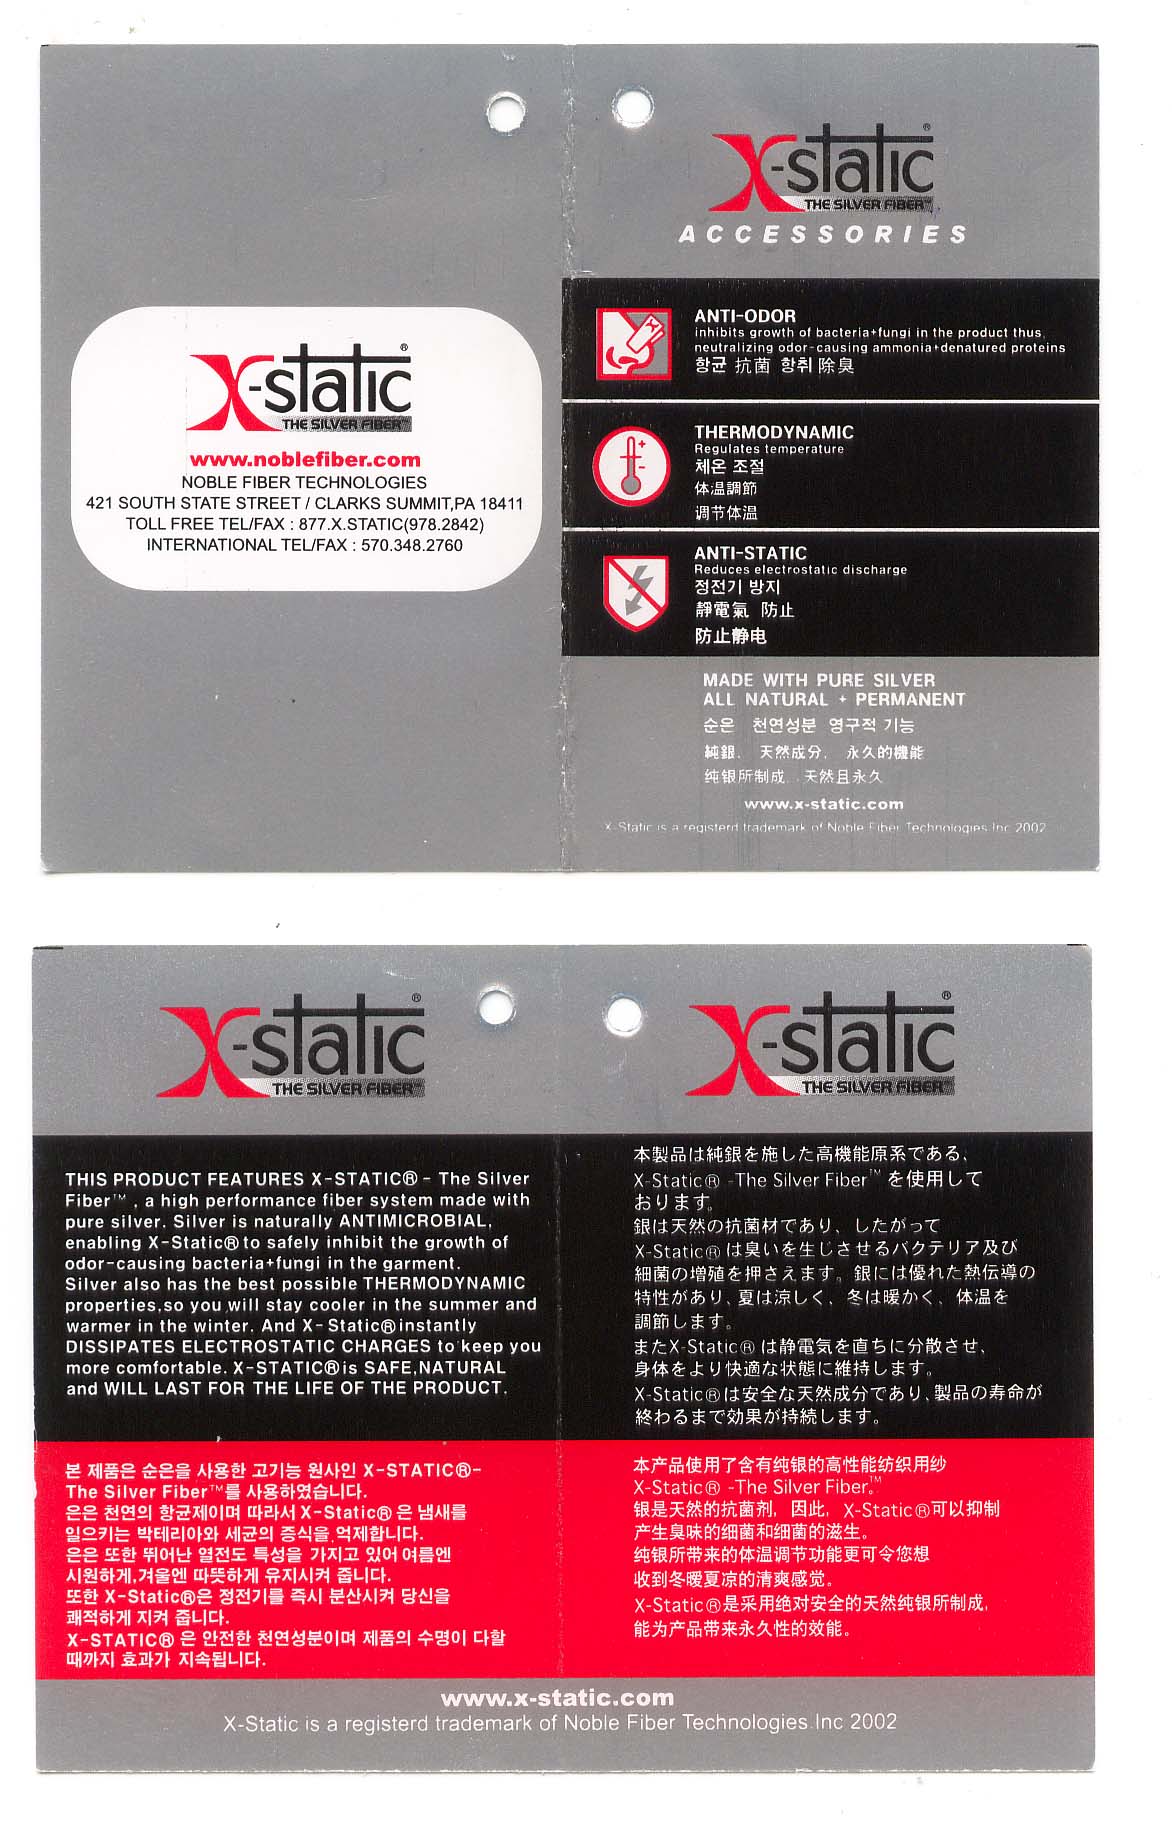 X-static®
THE SILVER FIBER™
www.noblefiber.com
NOBLE FIBER TECHNOLOGIES
421 SOUTH STATE STREET / CLARKS SUMMIT,PA 18411
TOLL FREE TEL/FAX : 877.X.STATIC(978.2842)
INTERNATIONAL TEL/FAX : 570.348.2760
X-static®
THE SILVER FIBER™
ACCESSORIES
ANTI-ODOR
inhibits growth of bacteria+fungi in the product thus,
neutralizing odor-causing ammonia+denatured proteins
항균 抗菌 항취 除臭
THERMODYNAMIC
Regulates temperature
체온 조절
体温調節
调节体温
ANTI-STATIC
Reduces electrostatic discharge
정전기 방지
靜電氣 防止
防止静电
MADE WITH PURE SILVER
ALL NATURAL + PERMANENT
순은 천연성분 영구적 기능
純銀. 天然成分. 永久的機能
纯银所制成. 天然且永久
www.x-static.com
X-Static is a registerd trademark of Noble Fiber Technologies.Inc 2002
X-static®
THE SILVER FIBER™
THIS PRODUCT FEATURES X-STATIC® - The Silver
Fiber™ , a high performance fiber system made with
pure silver. Silver is naturally ANTIMICROBIAL,
enabling X-Static® to safely inhibit the growth of
odor-causing bacteria+fungi in the garment.
Silver also has the best possible THERMODYNAMIC
properties,so you will stay cooler in the summer and
warmer in the winter. And X-Static® instantly
DISSIPATES ELECTROSTATIC CHARGES to keep you
more comfortable. X-STATIC® is SAFE,NATURAL
and WILL LAST FOR THE LIFE OF THE PRODUCT.
본 제품은 순은을 사용한 고기능 원사인 X-STATIC®-
The Silver Fiber™를 사용하였습니다.
은은 천연의 항균제이며 따라서 X-Static® 은 냄새를
일으키는 박테리아와 세균의 증식을 억제합니다.
은은 또한 뛰어난 열전도 특성을 가지고 있어 여름엔
시원하게,겨울엔 따뜻하게 유지시켜 줍니다.
또한 X-Static®은 정전기를 즉시 분산시켜 당신을
쾌적하게 지켜 줍니다.
X-STATIC® 은 안전한 천연성분이며 제품의 수명이 다할
때까지 효과가 지속됩니다.
X-static®
THE SILVER FIBER™
本製品は純銀を施した高機能原系である、
X-Static® -The Silver Fiber™ を使用して
おります。
銀は天然の抗菌材であり、したがって
X-Static® は臭いを生じさせるバクテリア及び
細菌の増殖を押さえます。銀には優れた熱伝導の
特性があり、夏は涼しく、冬は暖かく、体温を
調節します。
またX-Static® は静電気を直ちに分散させ、
身体をより快適な状態に維持します。
X-Static®は安全な天然成分であり、製品の寿命が
終わるまで効果が持続します。
本产品使用了含有纯银的高性能纺织用纱
X-Static® -The Silver Fiber™.
银是天然的抗菌剂，因此，X-Static®可以抑制
产生臭味的细菌和细菌的滋生。
纯银所带来的体温调节功能更可令您想
收到冬暖夏凉的清爽感觉。
X-Static®是采用绝对安全的天然纯银所制成,
能为产品带来永久性的效能。
www.x-static.com
X-Static is a registerd trademark of Noble Fiber Technologies.Inc 2002